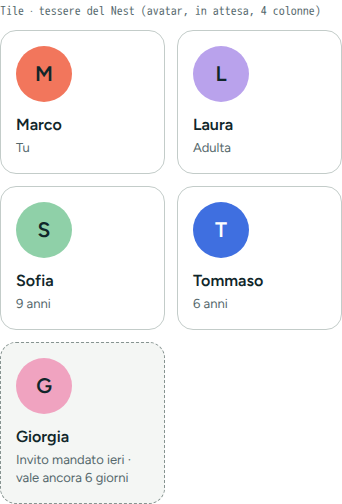 Tile · tessere del Nest (avatar, in attesa, 4 colonne)
M
L
Marco
Laura
Tu
Adulta
S
T
Sofia
Tommaso
9 anni
6 anni
G
Giorgia
Invito mandato ieri ·
vale ancora 6 giorni